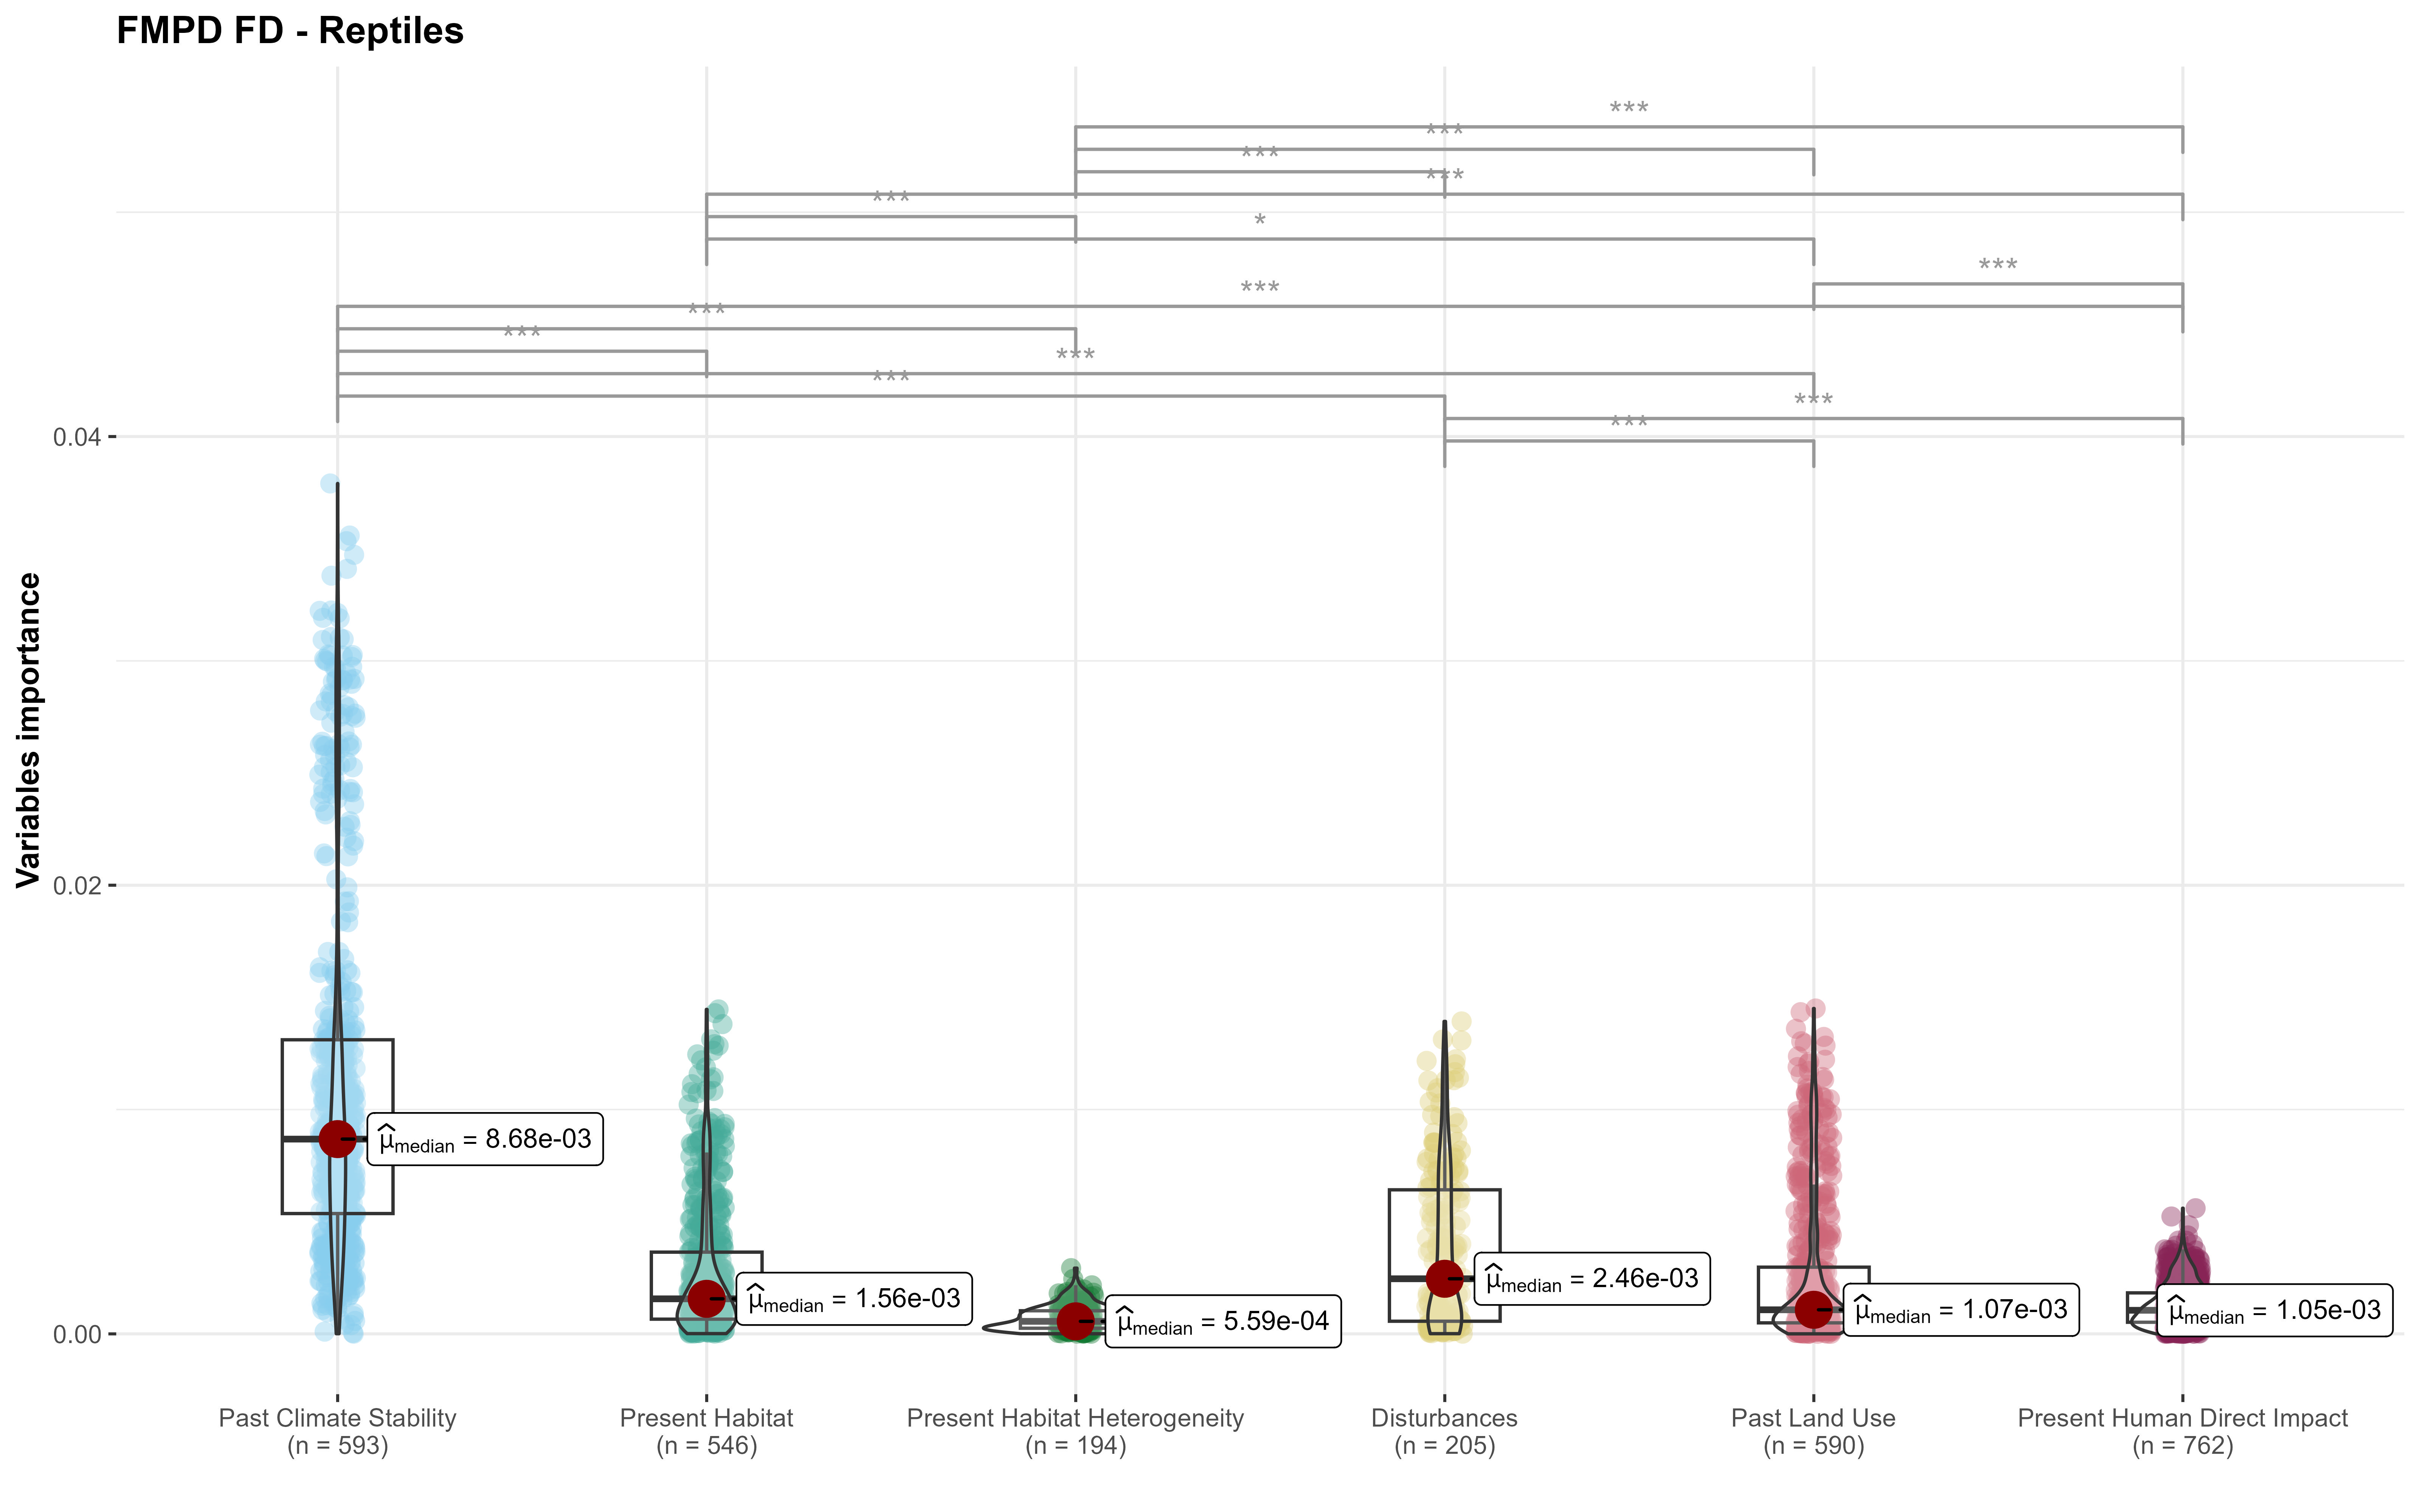 FMPD FD - Reptiles
***
***
***
***
***
*
***
***
***
***
***
***
***
***
Variables importance
0.04
0.02
0.00
μ̂median = 8.68e-03
μ̂median = 1.56e-03
μ̂median = 5.59e-04
μ̂median = 2.46e-03
μ̂median = 1.07e-03
μ̂median = 1.05e-03
Past Climate Stability
(n = 593)
Present Habitat
(n = 546)
Present Habitat Heterogeneity
(n = 194)
Disturbances
(n = 205)
Past Land Use
(n = 590)
Present Human Direct Impact
(n = 762)